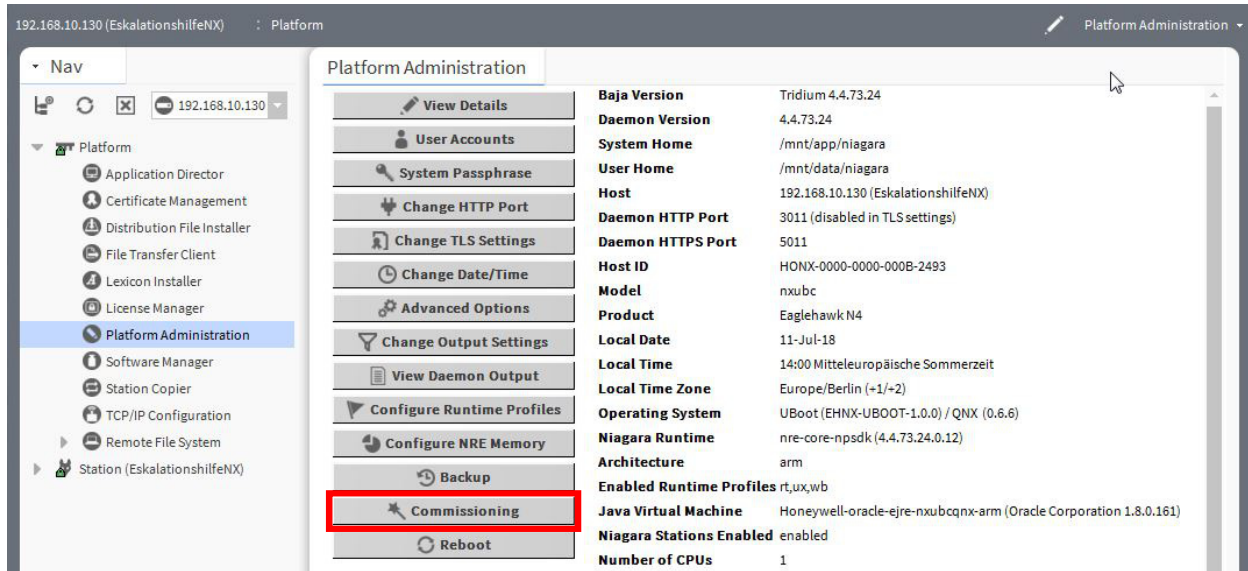 192.168.10.130 (EskalationshilfeNX) : Platform
Platform Administration
Nav
192.168.10.130
Platform
Application Director
Certificate Management
Distribution File Installer
File Transfer Client
Lexicon Installer
License Manager
Platform Administration
Software Manager
Station Copier
TCP/IP Configuration
Remote File System
Station (EskalationshilfeNX)
Platform Administration
View Details
User Accounts
System Passphrase
Change HTTP Port
Change TLS Settings
Change Date/Time
Advanced Options
Change Output Settings
View Daemon Output
Configure Runtime Profiles
Configure NRE Memory
Backup
Commissioning
Reboot
Baja Version Tridium 4.4.73.24
Daemon Version 4.4.73.24
System Home /mnt/app/niagara
User Home /mnt/data/niagara
Host 192.168.10.130 (EskalationshilfeNX)
Daemon HTTP Port 3011 (disabled in TLS settings)
Daemon HTTPS Port 5011
Host ID HONX-0000-0000-000B-2493
Model nxubc
Product Eaglehawk N4
Local Date 11-Jul-18
Local Time 14:00 Mitteleuropäische Sommerzeit
Local Time Zone Europe/Berlin (+1/+2)
Operating System UBoot (EHNX-UBOOT-1.0.0) / QNX (0.6.6)
Niagara Runtime nre-core-npsdk (4.4.73.24.0.12)
Architecture arm
Enabled Runtime Profiles rt,ux,wb
Java Virtual Machine Honeywell-oracle-ejre-nxubcqnx-arm (Oracle Corporation 1.8.0.161)
Niagara Stations Enabled enabled
Number of CPUs 1